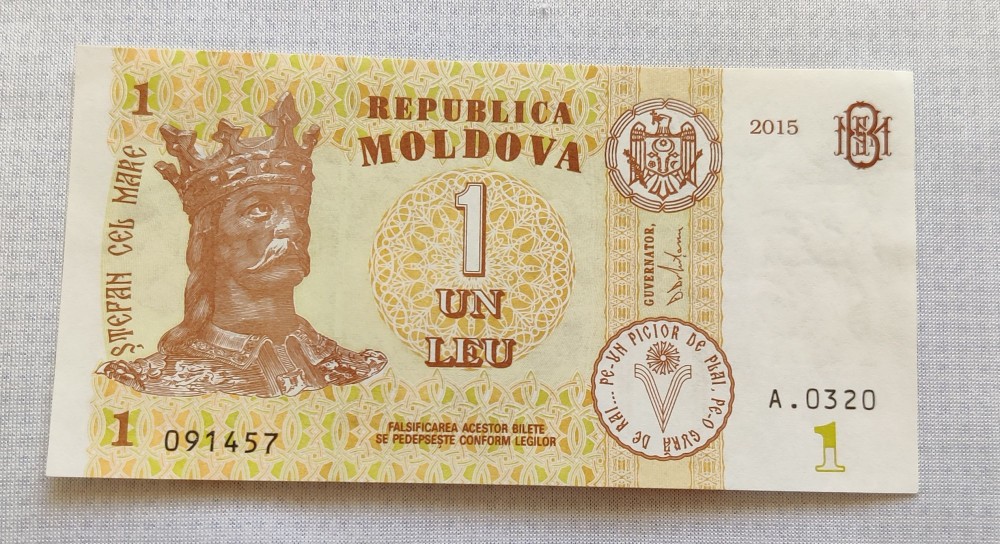 1
REPUBLICA
MOLDOVA
2015
ȘTEFAN CEL MARE
1
UN
LEU
GUVERNATOR,
PE-UN PICIOR DE PLAI, PE-O GURĂ DE RAI...
A.0320
1
091457
FALSIFICAREA ACESTOR BILETE
SE PEDEPSEȘTE CONFORM LEGILOR
1